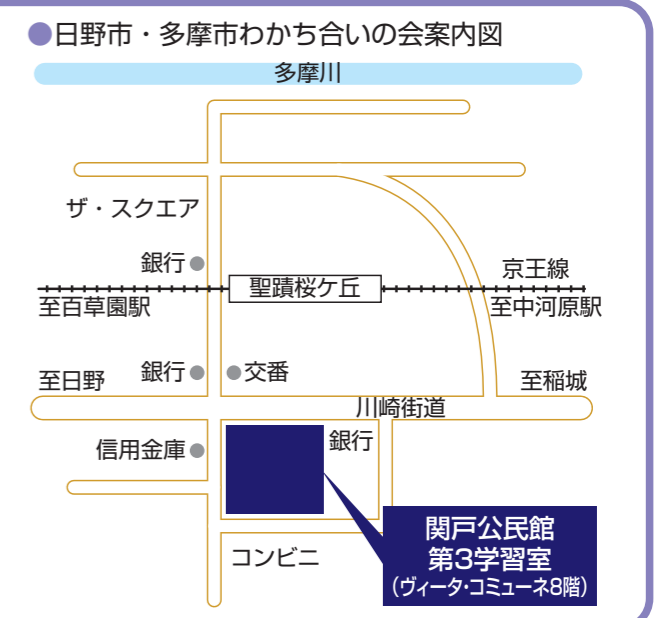 ●日野市・多摩市わかち合いの会案内図
多摩川
ザ・スクエア
銀行
聖蹟桜ケ丘
京王線
至百草園駅
至中河原駅
至日野
銀行
交番
至稲城
川崎街道
信用金庫
銀行
関戸公民館
第3学習室
(ヴィータ・コミューネ8階)
コンビニ